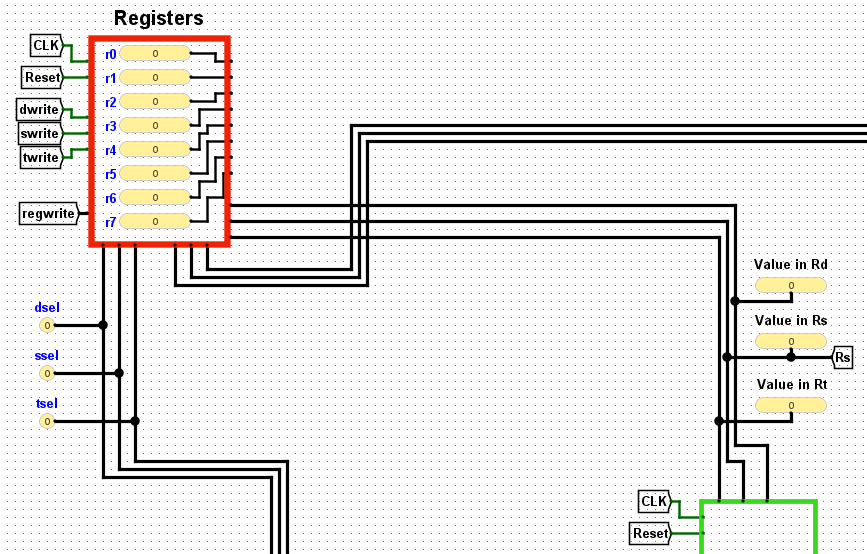 Registers
CLK
r0 0
Reset
r1 0
r2 0
dwrite
r3 0
swrite
r4 0
twrite
r5 0
r6 0
regwrite
r7 0
Value in Rd
0
dsel
0
Value in Rs
0
Rs
ssel
0
Value in Rt
0
tsel
0
CLK
Reset